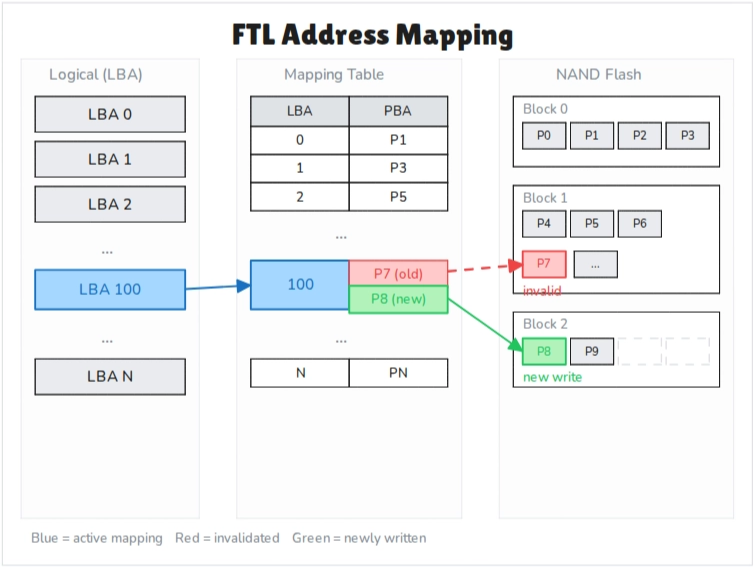 FTL Address Mapping
Logical (LBA)
LBA 0
LBA 1
LBA 2
...
LBA 100
...
LBA N
Mapping Table
LBA PBA
0 P1
1 P3
2 P5
...
100 P7 (old)
P8 (new)
...
N PN
NAND Flash
Block 0
P0 P1 P2 P3
Block 1
P4 P5 P6
P7 ...
invalid
Block 2
P8 P9
new write
Blue = active mapping Red = invalidated Green = newly written